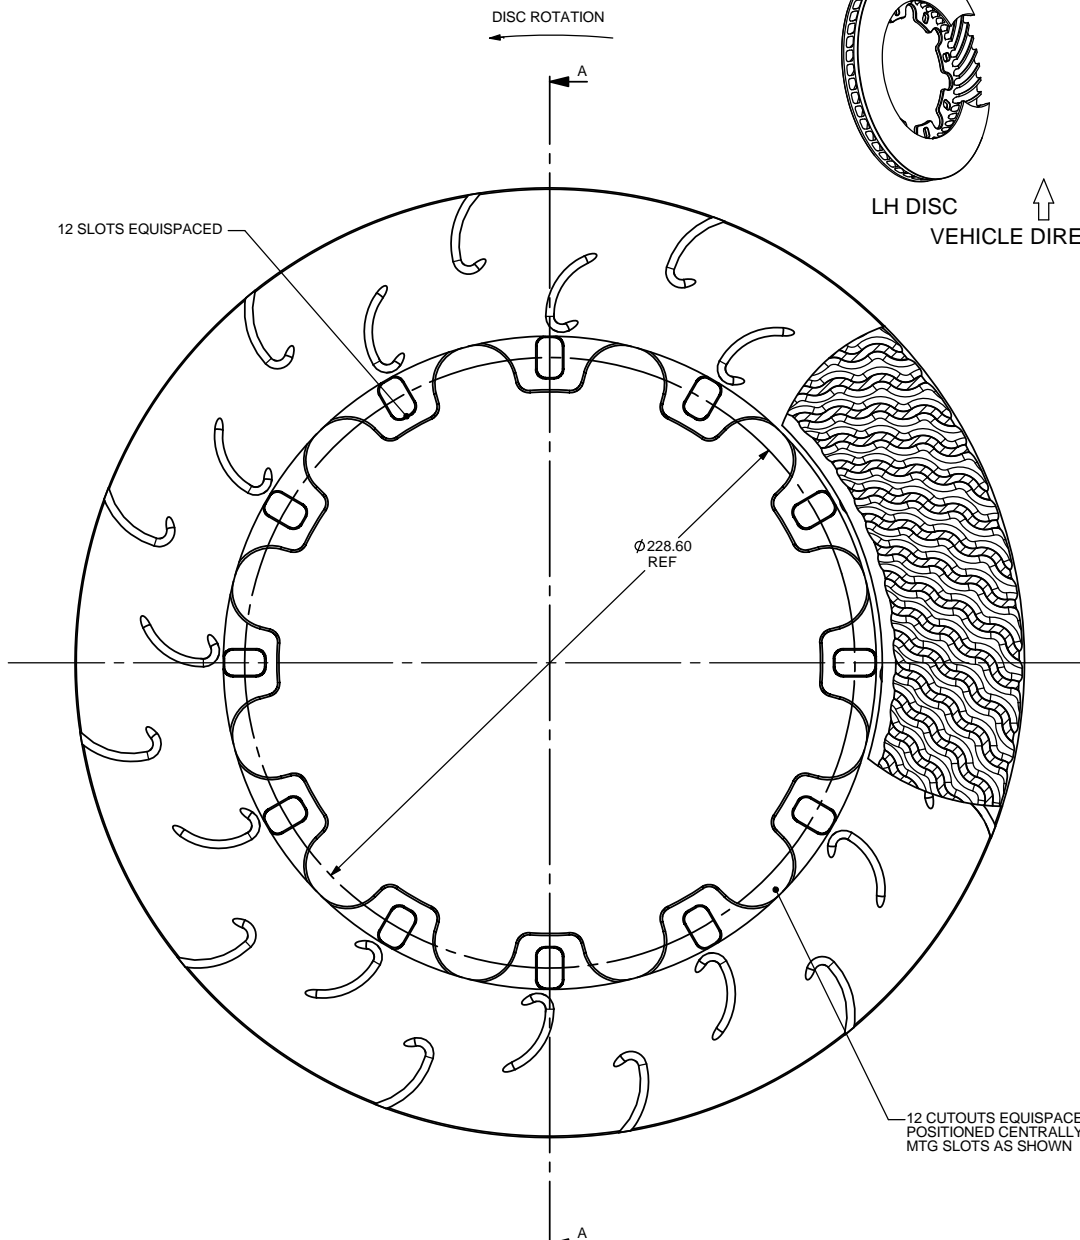 DISC ROTATION
A
LH DISC
VEHICLE DIRE
12 SLOTS EQUISPACED
Ø228.60
REF
12 CUTOUTS EQUISPACE
POSITIONED CENTRALLY
MTG SLOTS AS SHOWN
A